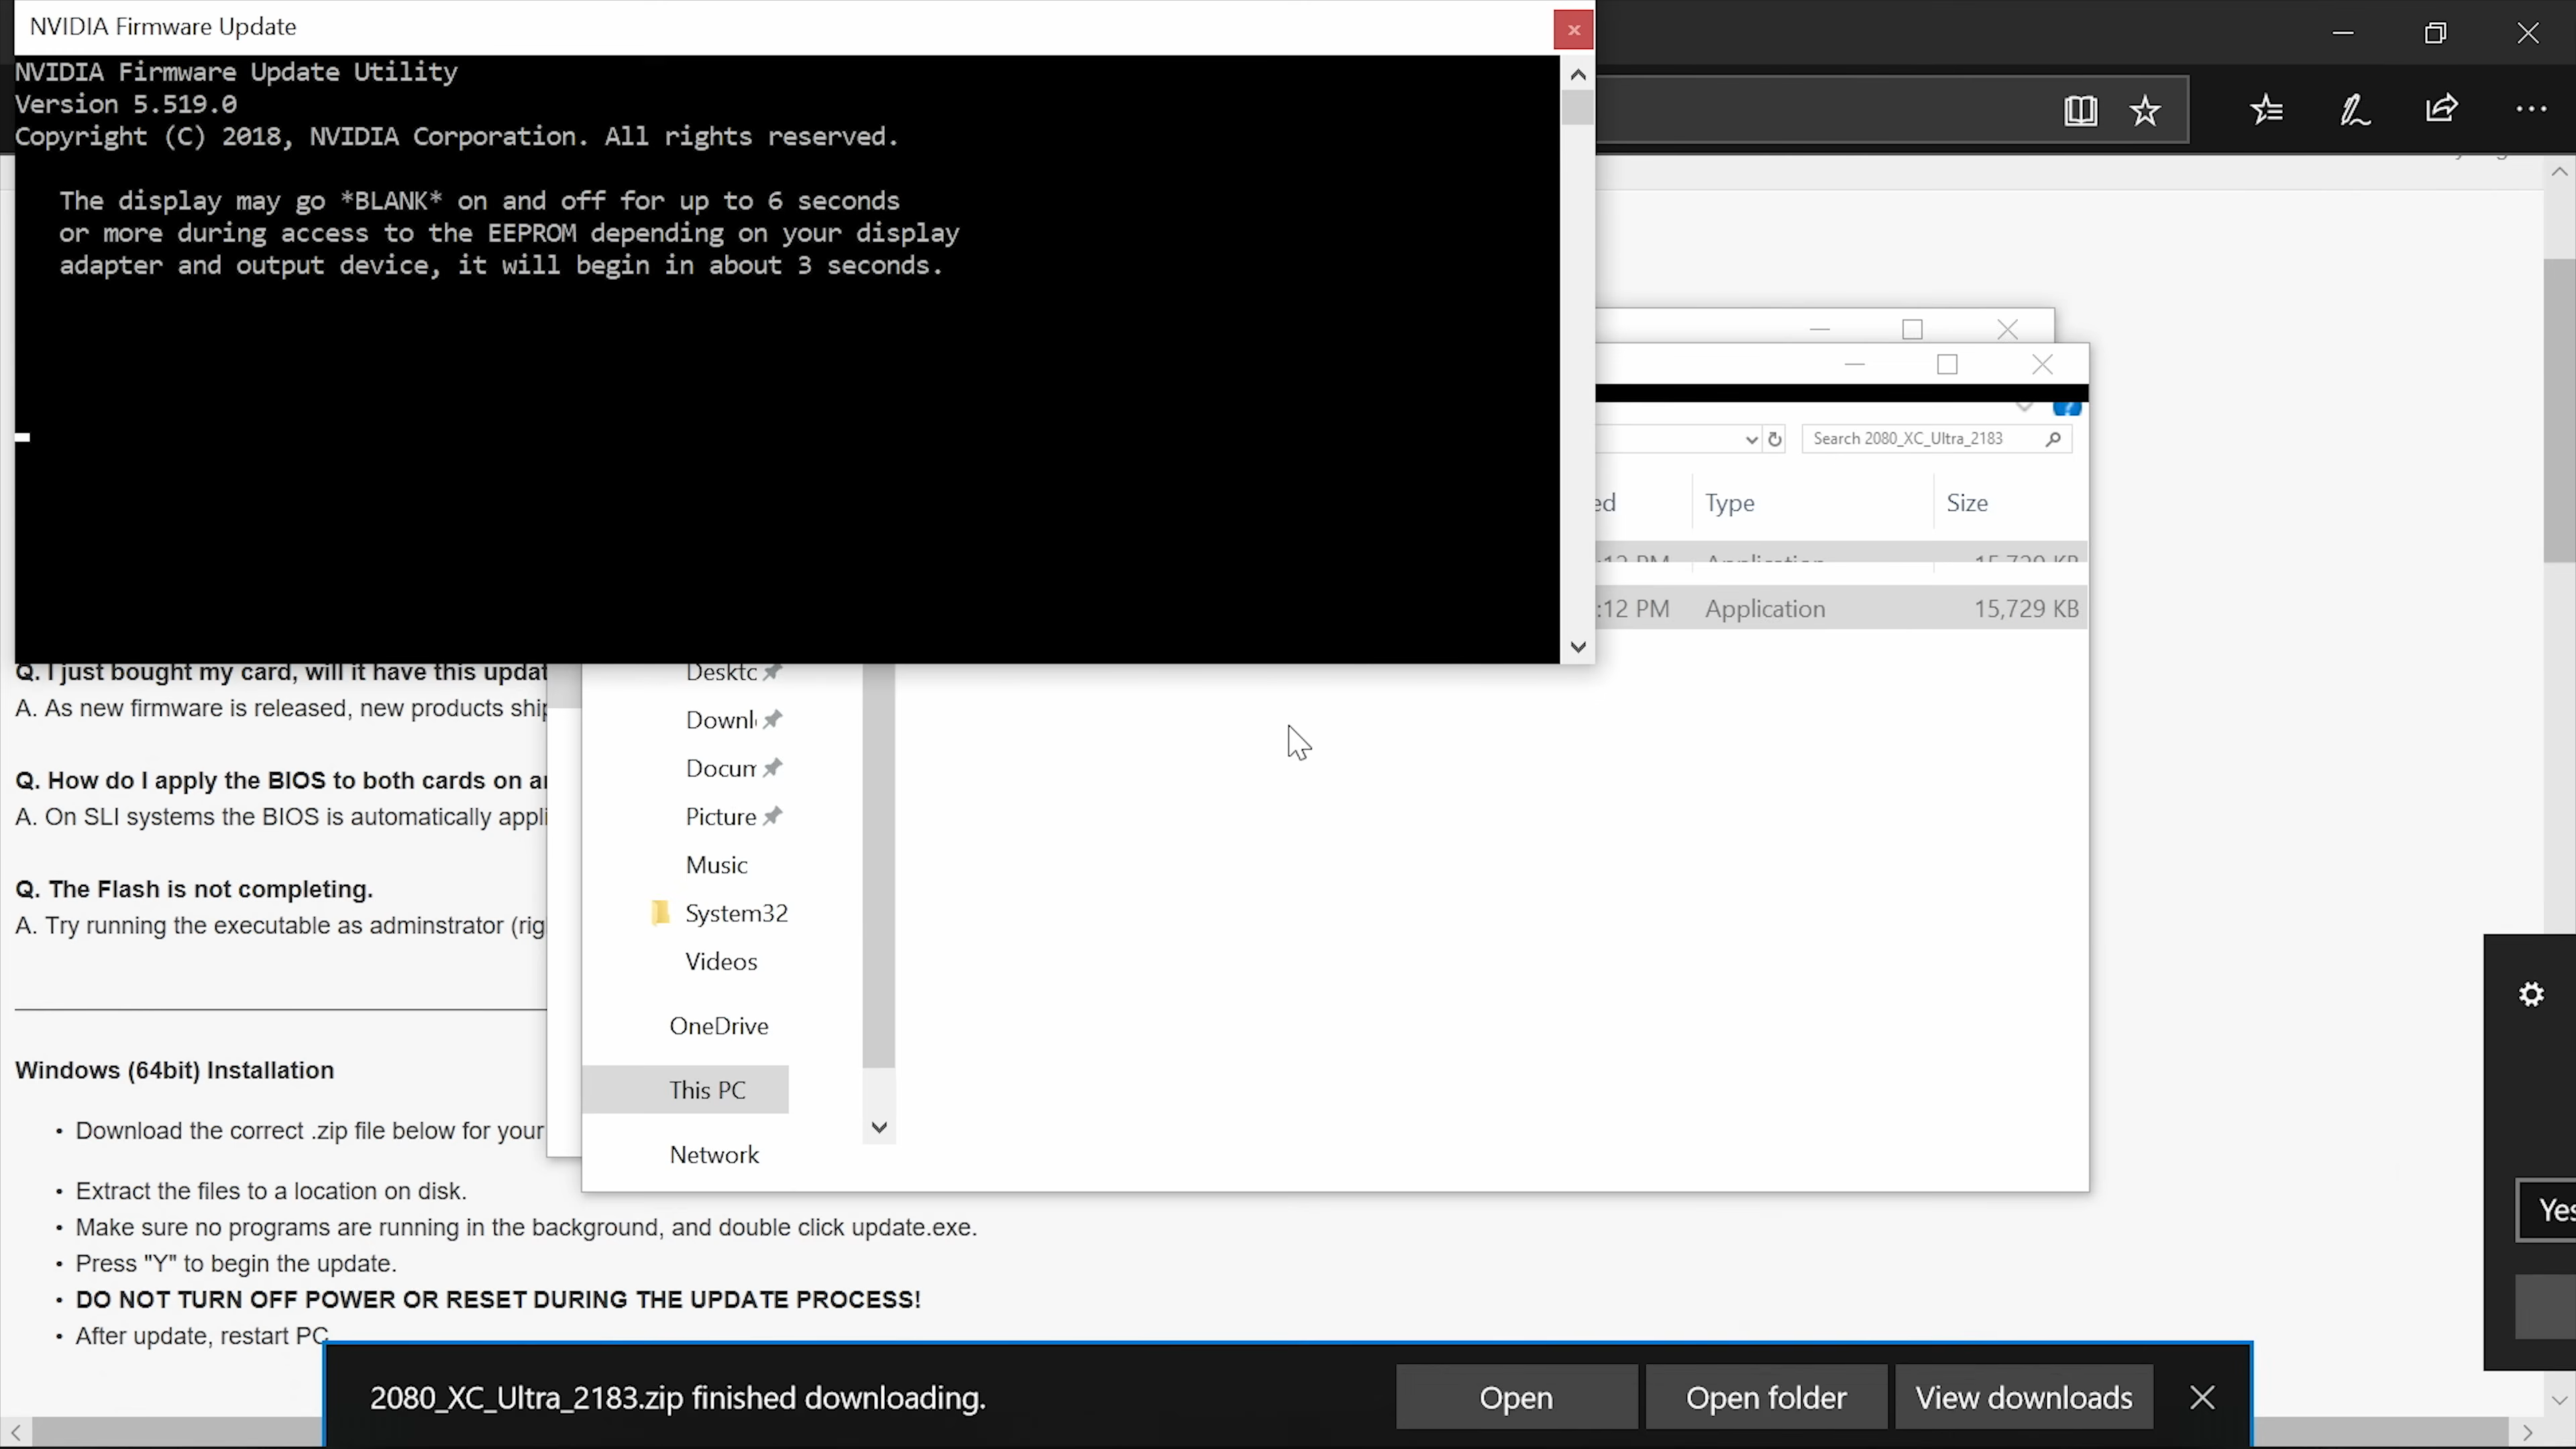 NVIDIA Firmware Update
NVIDIA Firmware Update Utility
Version 5.519.0
Copyright (C) 2018, NVIDIA Corporation. All rights reserved.
The display may go *BLANK* on and off for up to 6 seconds
or more during access to the EEPROM depending on your display
adapter and output device, it will begin in about 3 seconds.
Search 2080_XC_Ultra_2183
ed Type Size
:12 PM Application 15,729 KB
:12 PM Application 15,729 KB
Q. I just bought my card, will it have this updat
A. As new firmware is released, new products ship
Q. How do I apply the BIOS to both cards on an
A. On SLI systems the BIOS is automatically appli
Q. The Flash is not completing.
A. Try running the executable as adminstrator (rig
Windows (64bit) Installation
• Download the correct .zip file below for your
• Extract the files to a location on disk.
• Make sure no programs are running in the background, and double click update.exe.
• Press "Y" to begin the update.
• DO NOT TURN OFF POWER OR RESET DURING THE UPDATE PROCESS!
• After update, restart PC
Desktc
Downl
Docum
Picture
Music
System32
Videos
OneDrive
This PC
Network
Yes
2080_XC_Ultra_2183.zip finished downloading.
Open
Open folder
View downloads